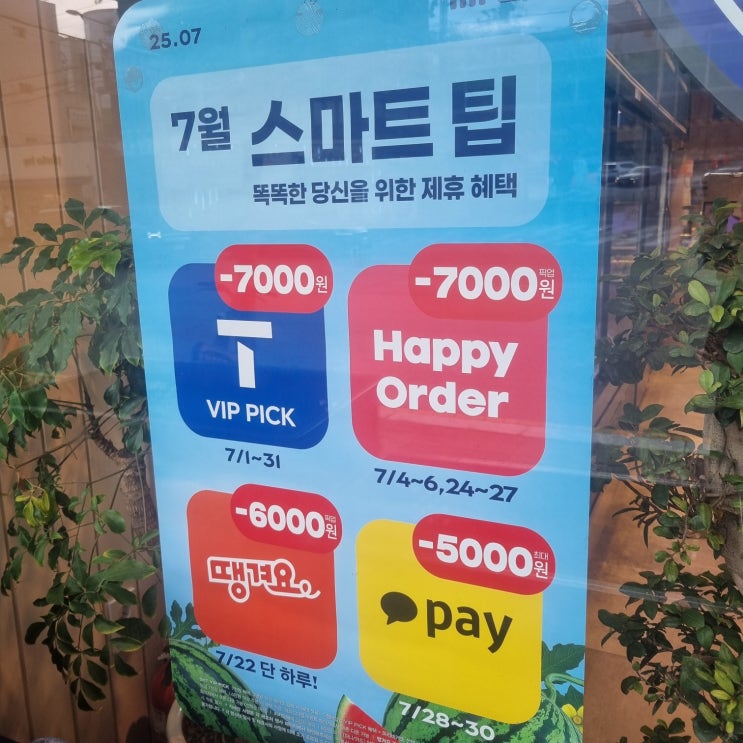 25.07
7월 스마트 팁
똑똑한 당신을 위한 제휴 혜택
-7000원
T
VIP PICK
7/1~31
-7000픽업원
Happy
Order
7/4~6,24~27
-6000픽업원
땡겨요
7/22 단 하루!
-5000최대원
pay
7/28~30